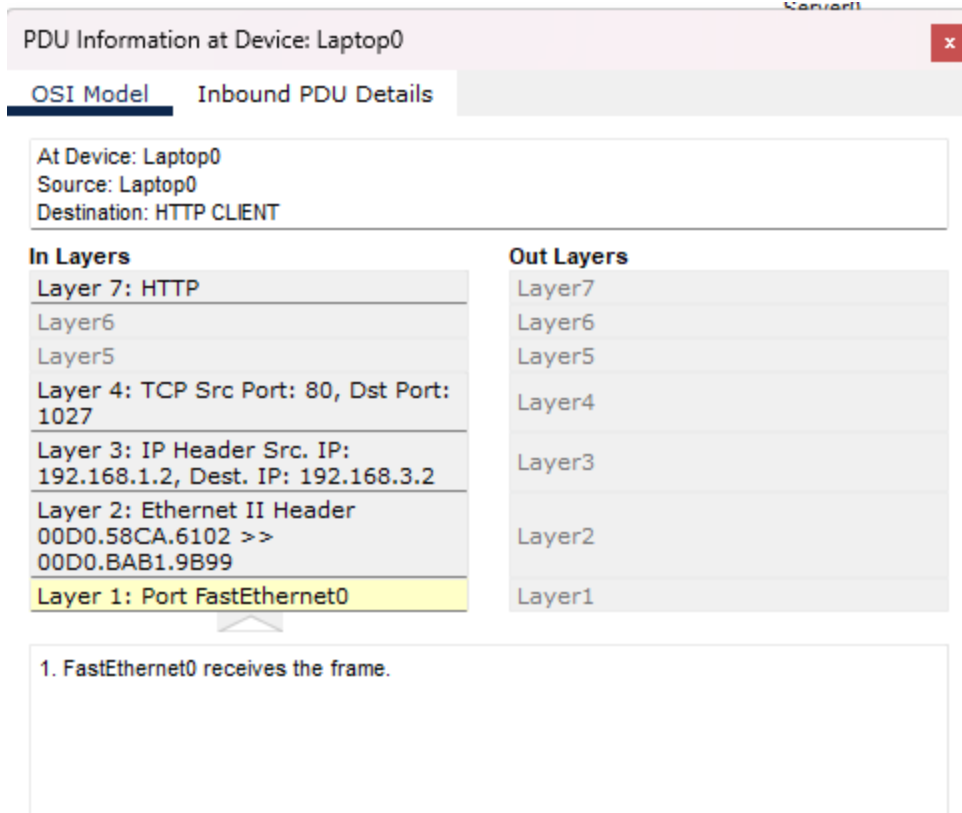 Server0
PDU Information at Device: Laptop0
x
OSI Model Inbound PDU Details
At Device: Laptop0
Source: Laptop0
Destination: HTTP CLIENT
In Layers
Layer 7: HTTP
Layer6
Layer5
Layer 4: TCP Src Port: 80, Dst Port:
1027
Layer 3: IP Header Src. IP:
192.168.1.2, Dest. IP: 192.168.3.2
Layer 2: Ethernet II Header
00D0.58CA.6102 >>
00D0.BAB1.9B99
Layer 1: Port FastEthernet0
Out Layers
Layer7
Layer6
Layer5
Layer4
Layer3
Layer2
Layer1
1. FastEthernet0 receives the frame.